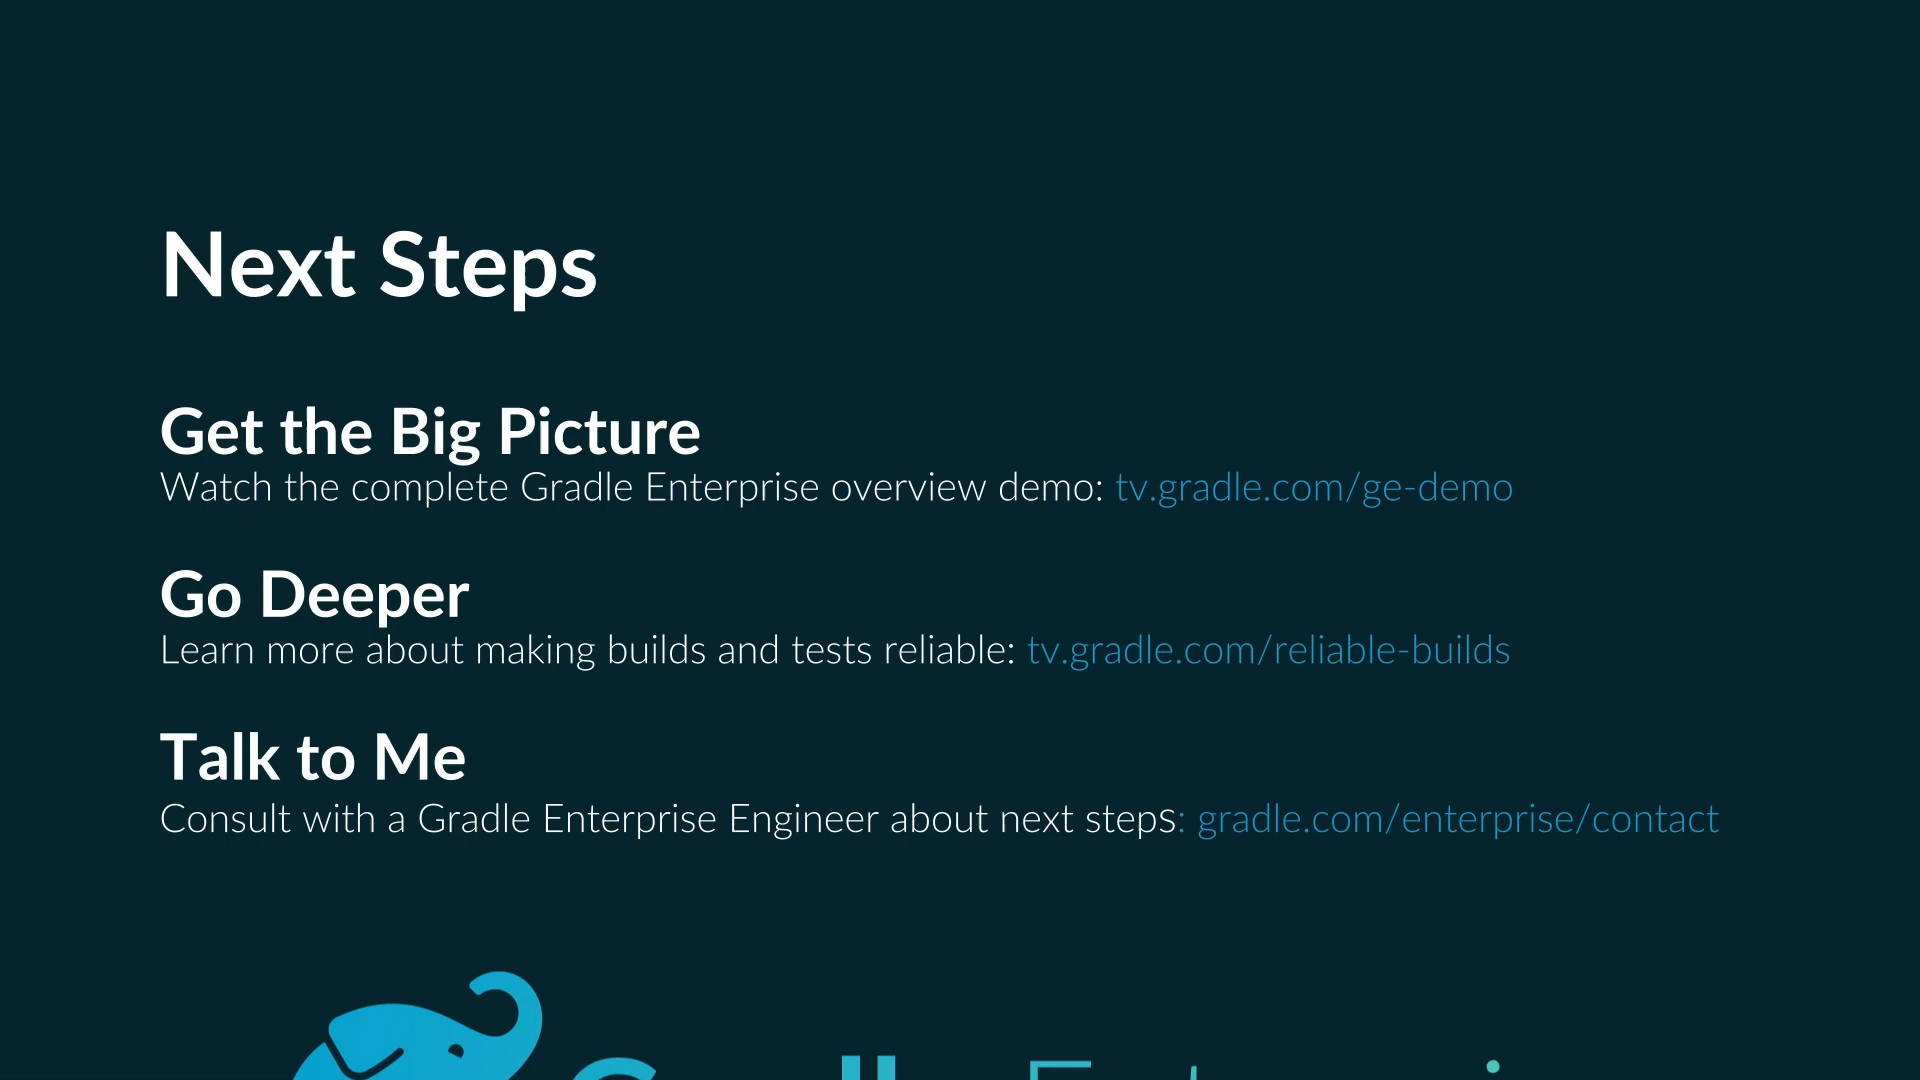 Next Steps
Get the Big Picture
Watch the complete Gradle Enterprise overview demo: tv.gradle.com/ge-demo
Go Deeper
Learn more about making builds and tests reliable: tv.gradle.com/reliable-builds
Talk to Me
Consult with a Gradle Enterprise Engineer about next steps: gradle.com/enterprise/contact